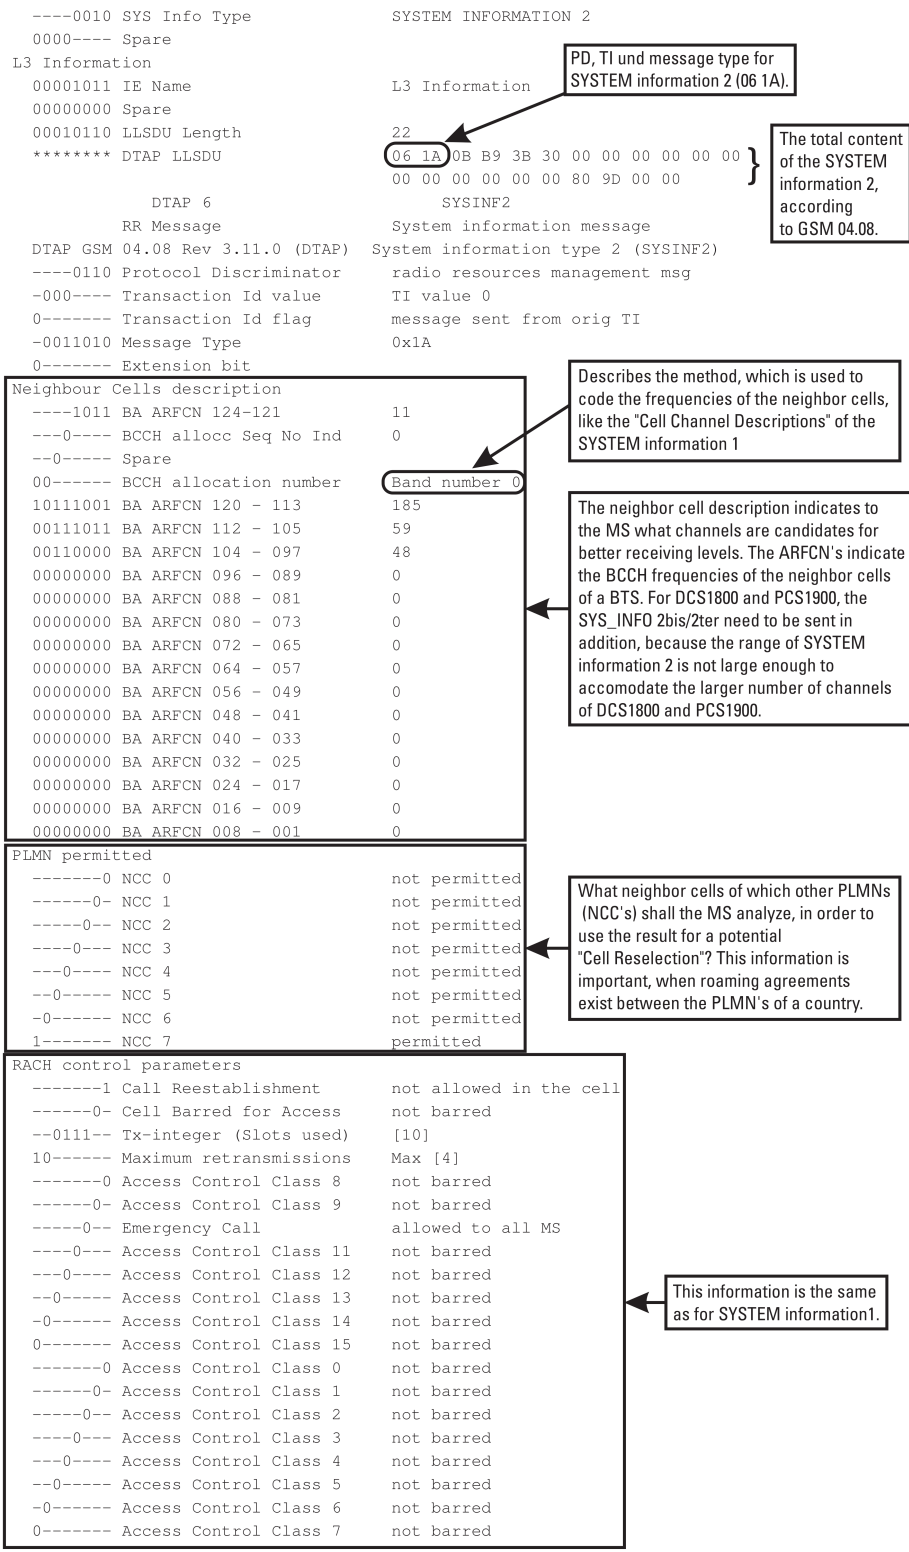 ----0010 SYS Info Type SYSTEM INFORMATION 2
0000---- Spare
L3 Information
00001011 IE Name L3 Information
00000000 Spare
00010110 LLSDU Length 22
******** DTAP LLSDU 06 1A 0B B9 3B 30 00 00 00 00 00 00
00 00 00 00 00 00 80 9D 00 00
DTAP 6 SYSINF2
RR Message System information message
DTAP GSM 04.08 Rev 3.11.0 (DTAP) System information type 2 (SYSINF2)
----0110 Protocol Discriminator radio resources management msg
-000---- Transaction Id value TI value 0
0------- Transaction Id flag message sent from orig TI
-0011010 Message Type 0x1A
0------- Extension bit
PD, TI und message type for
SYSTEM information 2 (06 1A).
The total content
of the SYSTEM
information 2,
according
to GSM 04.08.
Neighbour Cells description
----1011 BA ARFCN 124-121 11
---0---- BCCH allocc Seq No Ind 0
--0----- Spare
00------ BCCH allocation number Band number 0
10111001 BA ARFCN 120 - 113 185
00111011 BA ARFCN 112 - 105 59
00110000 BA ARFCN 104 - 097 48
00000000 BA ARFCN 096 - 089 0
00000000 BA ARFCN 088 - 081 0
00000000 BA ARFCN 080 - 073 0
00000000 BA ARFCN 072 - 065 0
00000000 BA ARFCN 064 - 057 0
00000000 BA ARFCN 056 - 049 0
00000000 BA ARFCN 048 - 041 0
00000000 BA ARFCN 040 - 033 0
00000000 BA ARFCN 032 - 025 0
00000000 BA ARFCN 024 - 017 0
00000000 BA ARFCN 016 - 009 0
00000000 BA ARFCN 008 - 001 0
Describes the method, which is used to
code the frequencies of the neighbor cells,
like the "Cell Channel Descriptions" of the
SYSTEM information 1
The neighbor cell description indicates to
the MS what channels are candidates for
better receiving levels. The ARFCN's indicate
the BCCH frequencies of the neighbor cells
of a BTS. For DCS1800 and PCS1900, the
SYS_INFO 2bis/2ter need to be sent in
addition, because the range of SYSTEM
information 2 is not large enough to
accomodate the larger number of channels
of DCS1800 and PCS1900.
PLMN permitted
-------0 NCC 0 not permitted
------0- NCC 1 not permitted
-----0-- NCC 2 not permitted
----0--- NCC 3 not permitted
---0---- NCC 4 not permitted
--0----- NCC 5 not permitted
-0------ NCC 6 not permitted
1------- NCC 7 permitted
What neighbor cells of which other PLMNs
(NCC's) shall the MS analyze, in order to
use the result for a potential
"Cell Reselection"? This information is
important, when roaming agreements
exist between the PLMN's of a country.
RACH control parameters
-------1 Call Reestablishment not allowed in the cell
------0- Cell Barred for Access not barred
--0111-- Tx-integer (Slots used) [10]
10------ Maximum retransmissions Max [4]
-------0 Access Control Class 8 not barred
------0- Access Control Class 9 not barred
-----0-- Emergency Call allowed to all MS
----0--- Access Control Class 11 not barred
---0---- Access Control Class 12 not barred
--0----- Access Control Class 13 not barred
-0------ Access Control Class 14 not barred
0------- Access Control Class 15 not barred
-------0 Access Control Class 0 not barred
------0- Access Control Class 1 not barred
-----0-- Access Control Class 2 not barred
----0--- Access Control Class 3 not barred
---0---- Access Control Class 4 not barred
--0----- Access Control Class 5 not barred
-0------ Access Control Class 6 not barred
0------- Access Control Class 7 not barred
This information is the same
as for SYSTEM information1.